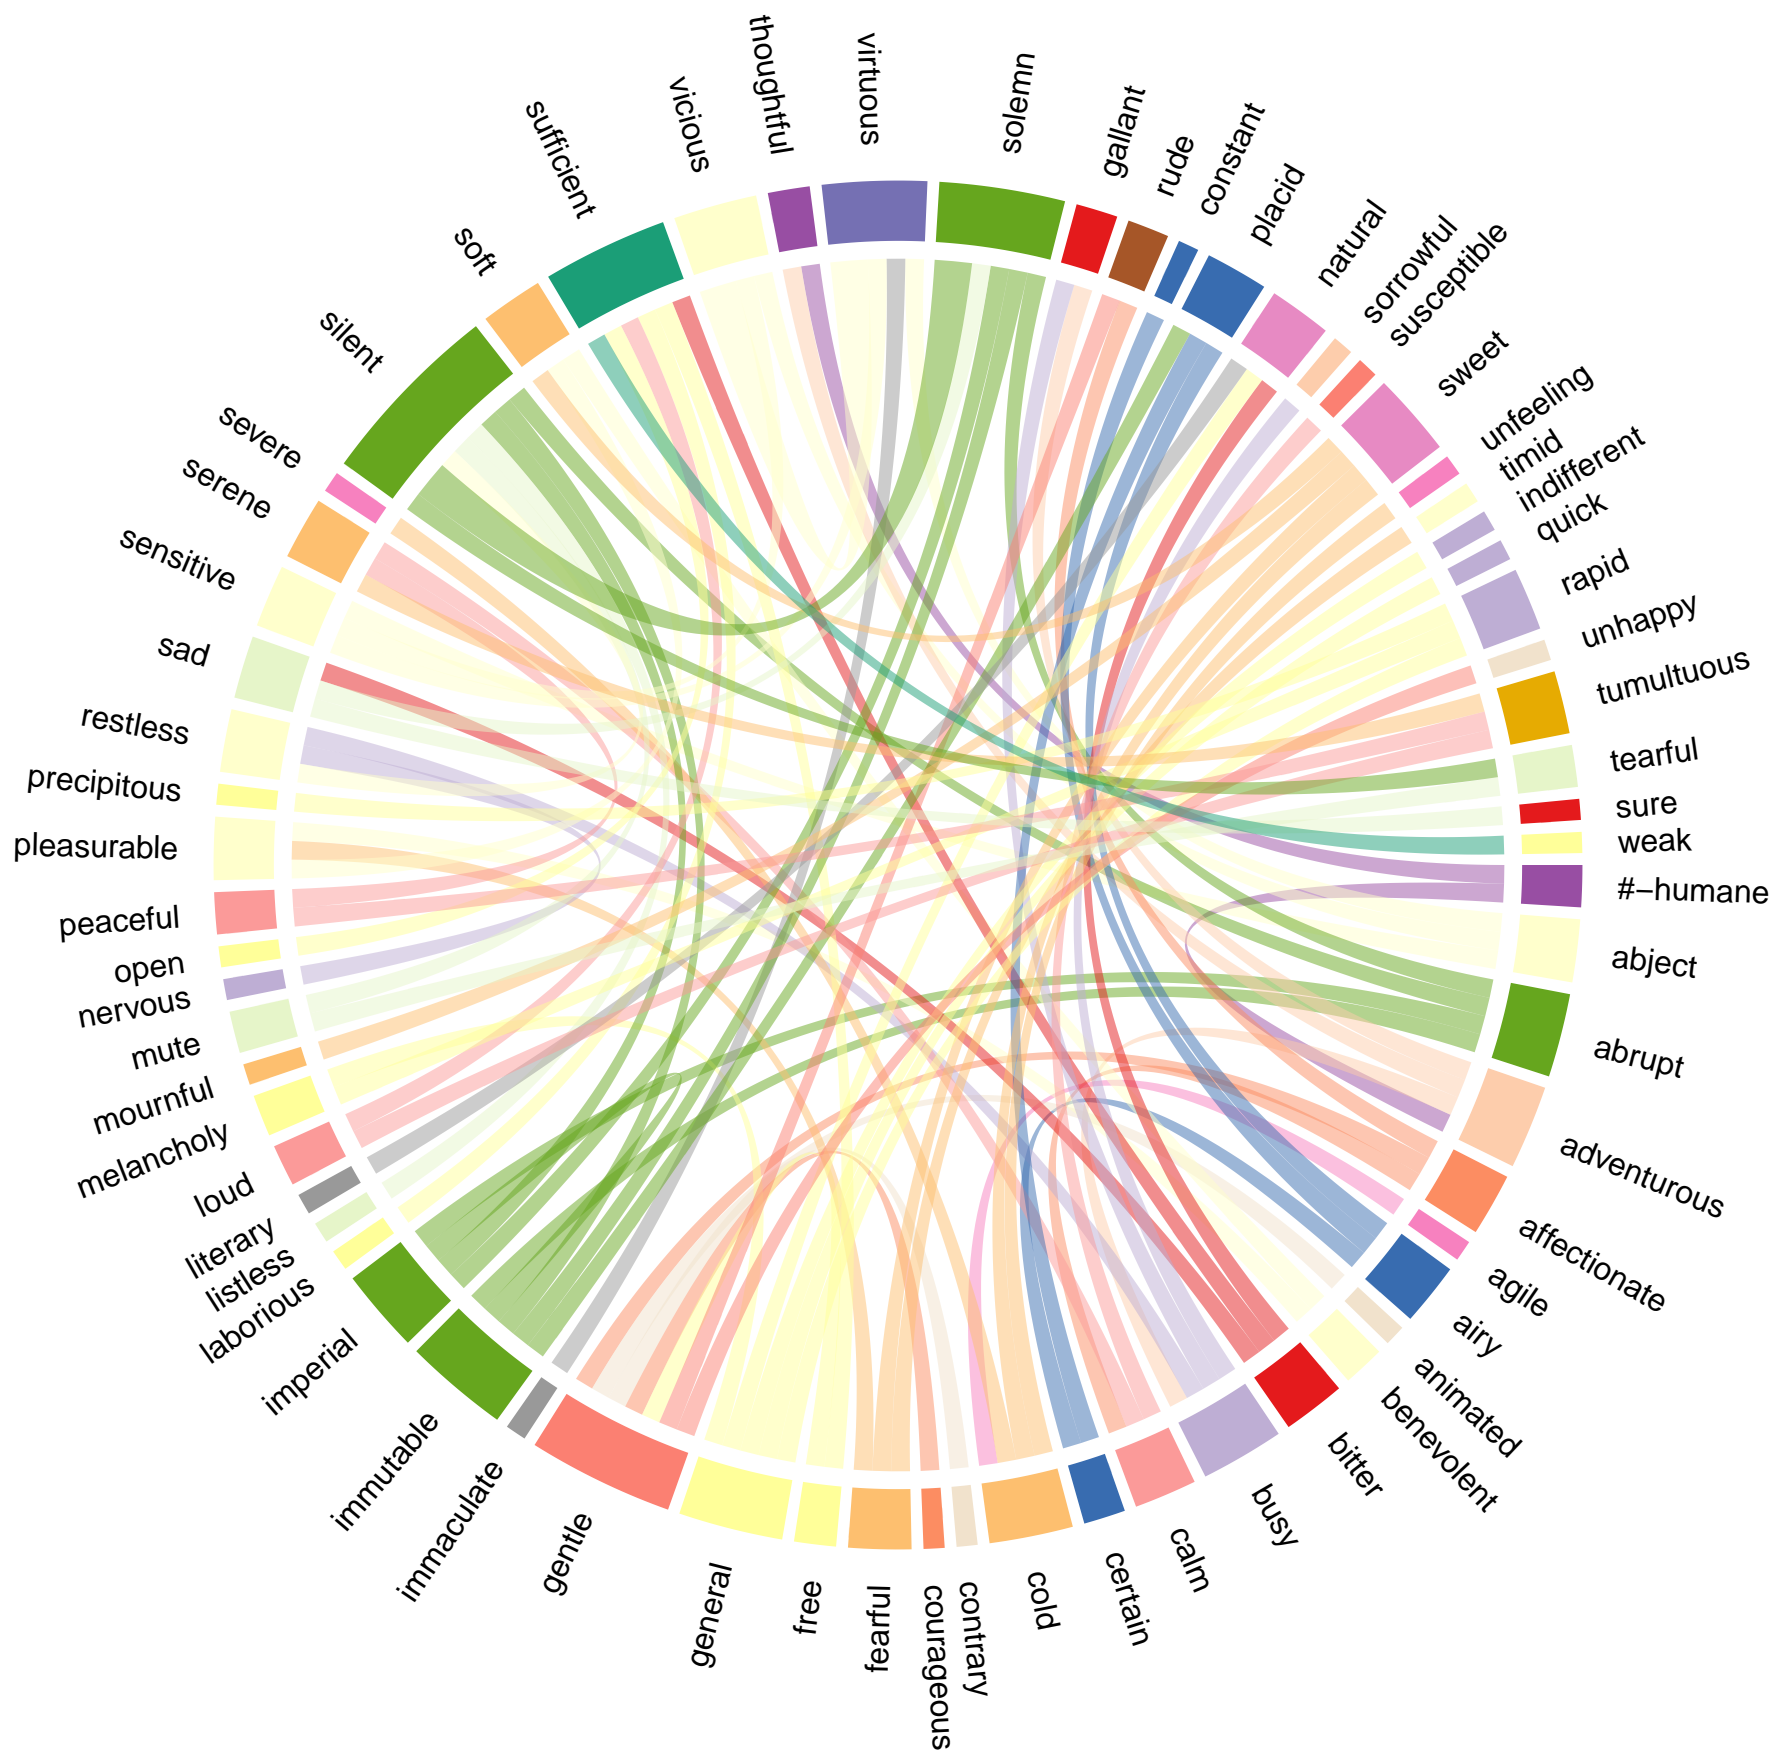 thoughtful
virtuous
solemn
gallant
rude
constant
placid
natural
sorrowful
susceptible
sweet
unfeeling
timid
indifferent
quick
rapid
unhappy
tumultuous
tearful
sure
weak
#−humane
abject
abrupt
adventurous
affectionate
agile
airy
animated
benevolent
bitter
busy
calm
certain
cold
contrary
courageous
fearful
free
general
gentle
immaculate
immutable
imperial
laborious
listless
literary
loud
melancholy
mournful
mute
nervous
open
peaceful
pleasurable
precipitous
restless
sad
sensitive
serene
severe
silent
soft
sufficient
vicious